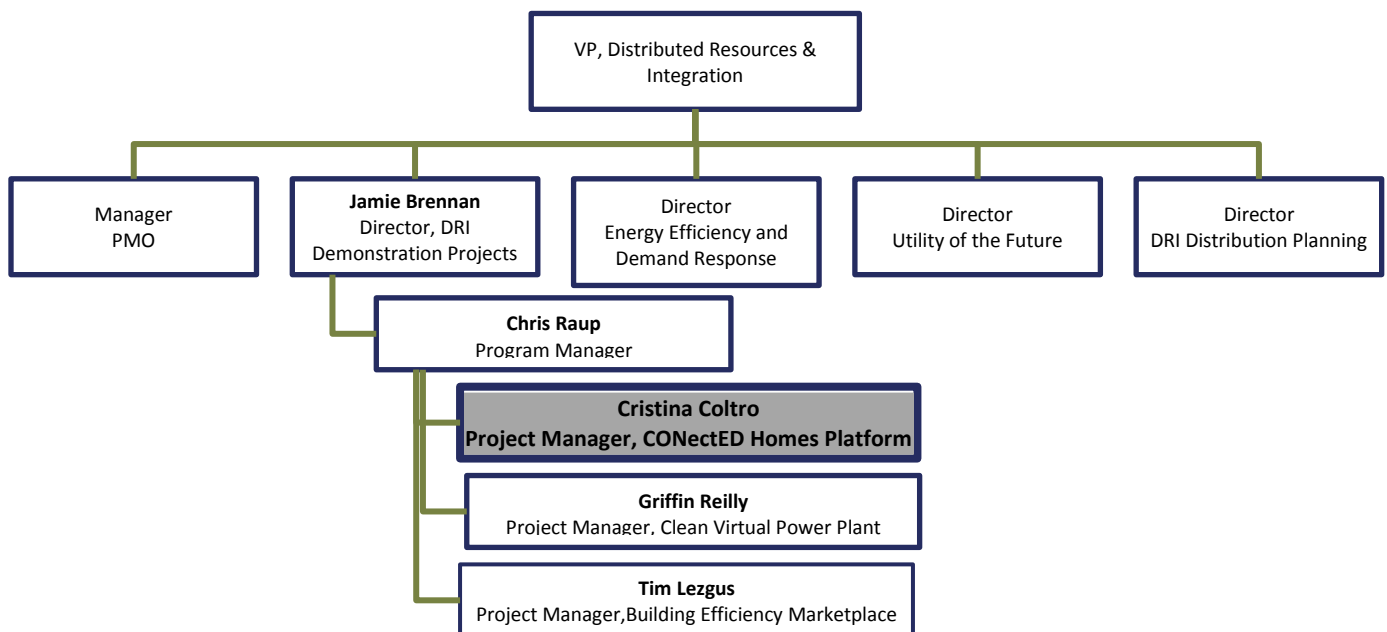 VP, Distributed Resources &
Integration
Manager
PMO
Jamie Brennan
Director, DRI
Demonstration Projects
Director
Energy Efficiency and
Demand Response
Director
Utility of the Future
Director
DRI Distribution Planning
Chris Raup
Program Manager
Cristina Coltro
Project Manager, CONectED Homes Platform
Griffin Reilly
Project Manager, Clean Virtual Power Plant
Tim Lezgus
Project Manager,Building Efficiency Marketplace